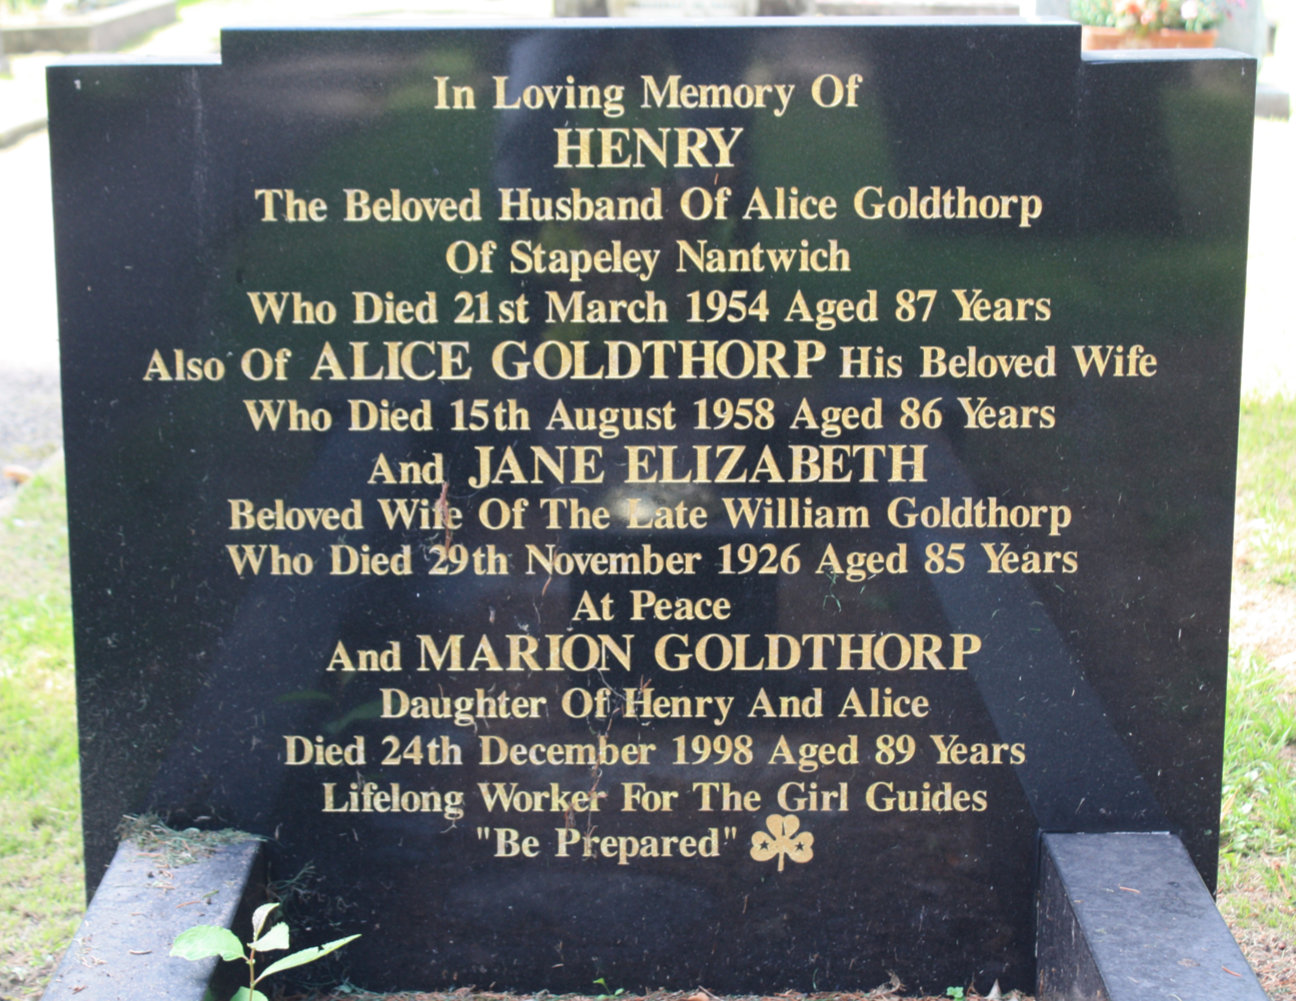 In Loving Memory Of
HENRY
The Beloved Husband Of Alice Goldthorp
Of Stapeley Nantwich
Who Died 21st March 1954 Aged 87 Years
Also Of ALICE GOLDTHORP His Beloved Wife
Who Died 15th August 1958 Aged 86 Years
And JANE ELIZABETH
Beloved Wife Of The Late William Goldthorp
Who Died 29th November 1926 Aged 85 Years
At Peace
And MARION GOLDTHORP
Daughter Of Henry And Alice
Died 24th December 1998 Aged 89 Years
Lifelong Worker For The Girl Guides
"Be Prepared"